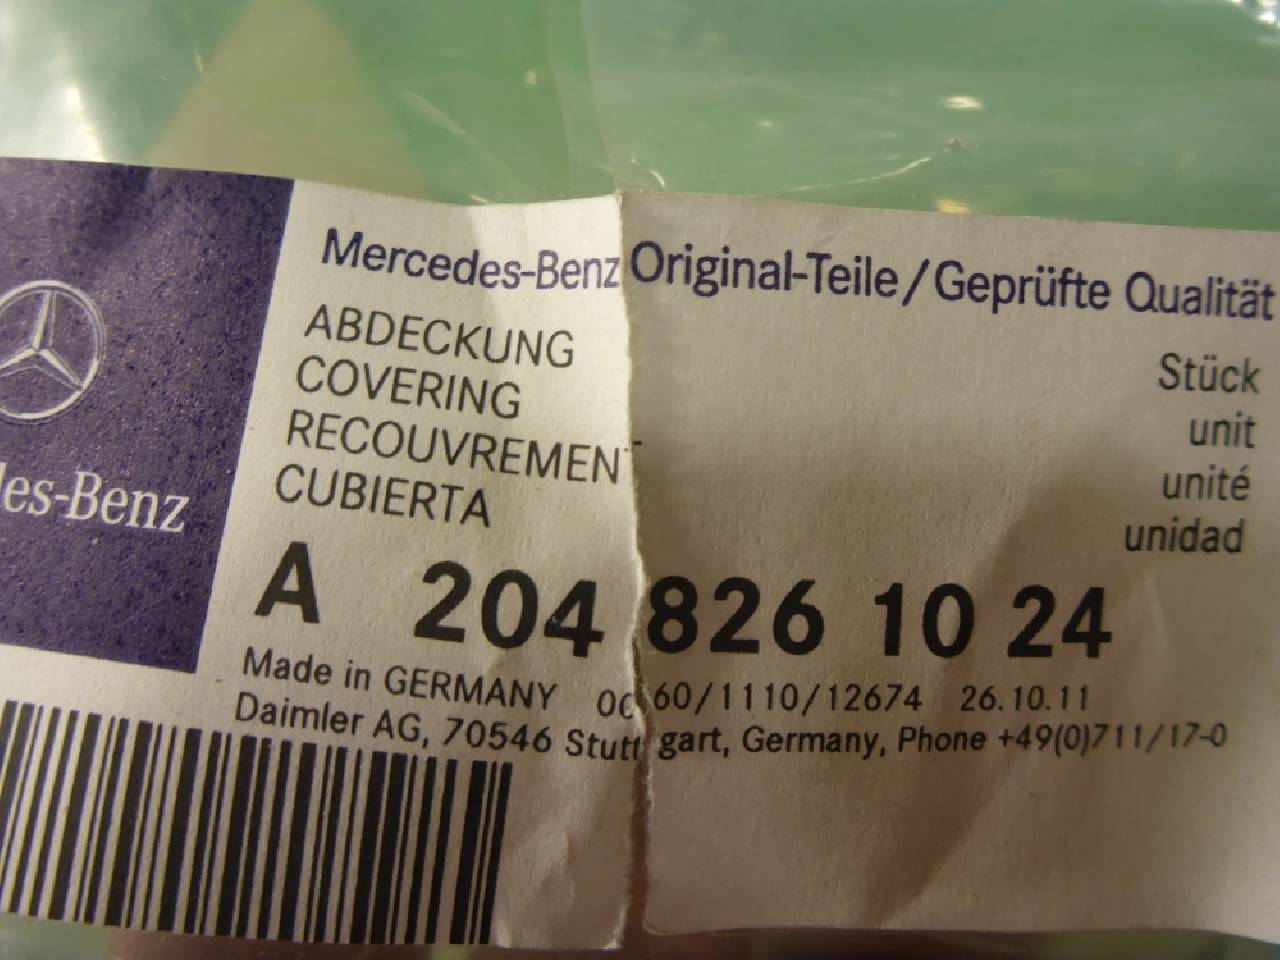 Mercedes-Benz Original-Teile/Geprüfte Qualität
ABDECKUNG
COVERING
RECOUVREMENT
CUBIERTA
Stück
unit
unité
unidad
des-Benz
A 204 826 10 24
Made in GERMANY 0060/1110/12674 26.10.11
Daimler AG, 70546 Stuttgart, Germany, Phone +49(0)711/17-0